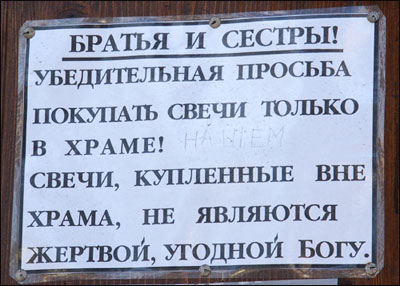 БРАТЬЯ И СЕСТРЫ!
УБЕДИТЕЛЬНАЯ ПРОСЬБА
ПОКУПАТЬ СВЕЧИ ТОЛЬКО
В ХРАМЕ! НАШЕМ
СВЕЧИ, КУПЛЕННЫЕ ВНЕ
ХРАМА, НЕ ЯВЛЯЮТСЯ
ЖЕРТВОЙ, УГОДНОЙ БОГУ.